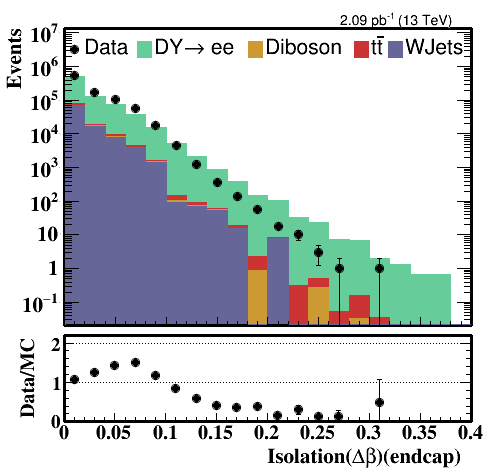 2.09 pb⁻¹ (13 TeV)
Events
10⁷
10⁶
10⁵
10⁴
10³
10²
10
1
10⁻¹
Data DY→ ee Diboson tt̄ WJets
Data/MC
2
1
0
0 0.05 0.1 0.15 0.2 0.25 0.3 0.35 0.4
Isolation(Δβ)(endcap)